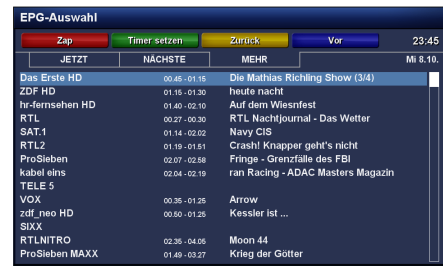 EPG-Auswahl
Zap Timer setzen Zurück Vor 23:45
JETZT NÄCHSTE MEHR Mi 8.10.
Das Erste HD 00.45 - 01.15 Die Mathias Richling Show (3/4)
ZDF HD 01.15 - 01.30 heute nacht
hr-fernsehen HD 01.40 - 02.10 Auf dem Wiesnfest
RTL 00.27 - 00.30 RTL Nachtjournal - Das Wetter
SAT.1 01.14 - 02.02 Navy CIS
RTL2 01.19 - 01.51 Crash! Knapper geht's nicht
ProSieben 02.07 - 02.58 Fringe - Grenzfälle des FBI
kabel eins 02.04 - 02.19 ran Racing - ADAC Masters Magazin
TELE 5
VOX 00.35 - 01.25 Arrow
zdf_neo HD 00.50 - 01.25 Kessler ist ...
SIXX
RTLNITRO 02.35 - 04.05 Moon 44
ProSieben MAXX 01.49 - 03.27 Krieg der Götter